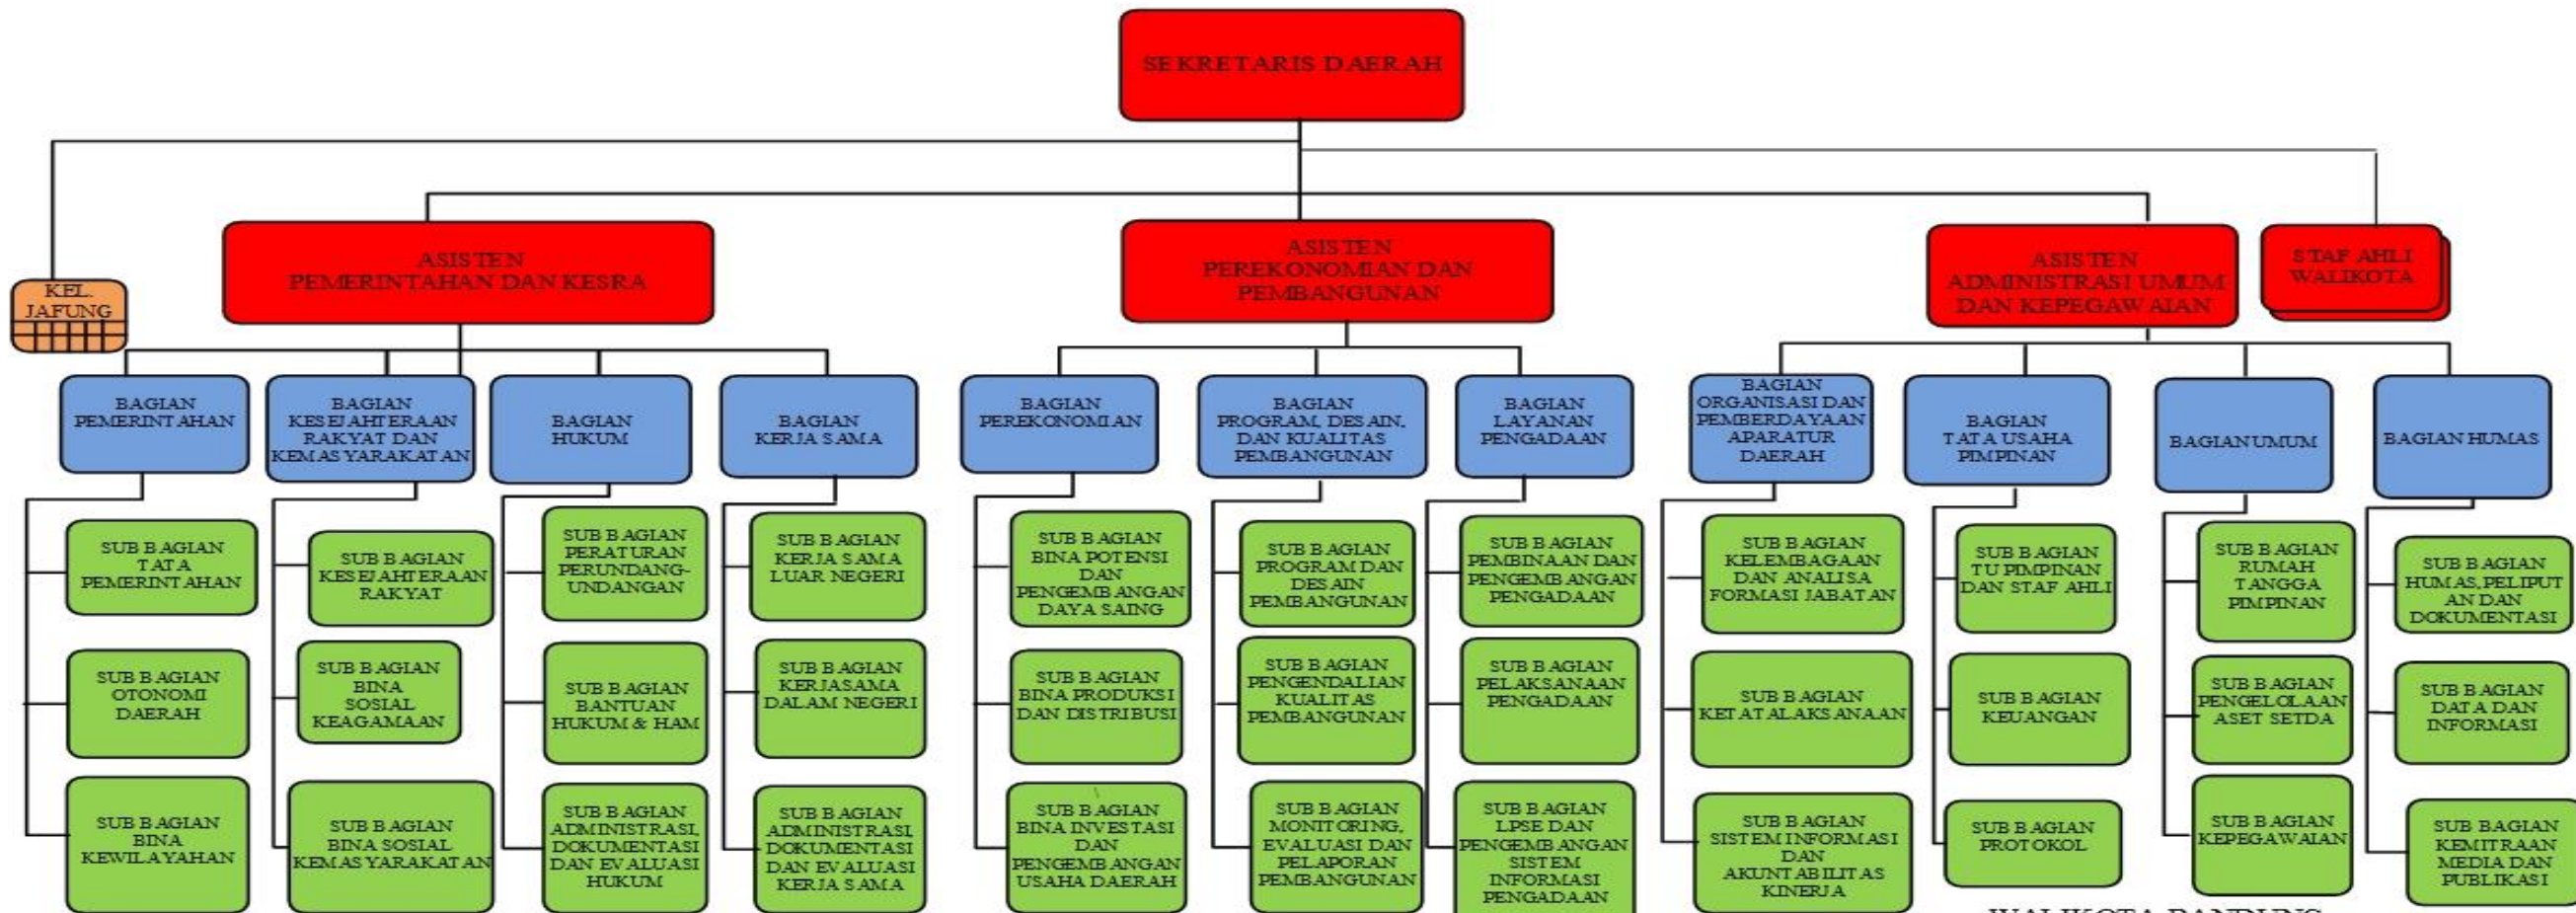 SEKRETARIS DAERAH
ASISTEN
PEMERINTAHAN DAN KESRA
ASISTEN
PEREKONOMIAN DAN
PEMBANGUNAN
ASISTEN
ADMINISTRASI UMUM
DAN KEPEGAWAIAN
STAF AHLI
WALIKOTA
KEL.
JAFUNG
BAGIAN
PEMERINTAHAN
BAGIAN
KESEJAHTERAAN
RAKYAT DAN
KEMASYARAKATAN
BAGIAN
HUKUM
BAGIAN
KERJA SAMA
BAGIAN
PEREKONOMIAN
BAGIAN
PROGRAM, DESAIN,
DAN KUALITAS
PEMBANGUNAN
BAGIAN
LAYANAN
PENGADAAN
BAGIAN
ORGANISASI DAN
PEMBERDAYAAN
APARATUR
DAERAH
BAGIAN
TATA USAHA
PIMPINAN
BAGIAN UMUM
BAGIAN HUMAS
SUB BAGIAN
TATA
PEMERINTAHAN
SUB BAGIAN
KESEJAHTERAAN
RAKYAT
SUB BAGIAN
PERATURAN
PERUNDANG-
UNDANGAN
SUB BAGIAN
KERJA SAMA
LUAR NEGERI
SUB BAGIAN
BINA POTENSI
DAN
PENGEMBANGAN
DAYA SAING
SUB BAGIAN
PROGRAM DAN
DESAIN
PEMBANGUNAN
SUB BAGIAN
PEMBINAAN DAN
PENGEMBANGAN
PENGADAAN
SUB BAGIAN
KELEMBAGAAN
DAN ANALISA
FORMASI JABATAN
SUB BAGIAN
TU PIMPINAN
DAN STAF AHLI
SUB BAGIAN
RUMAH
TANGGA
PIMPINAN
SUB BAGIAN
HUMAS,PELIPUT
AN DAN
DOKUMENTASI
SUB BAGIAN
OTONOMI
DAERAH
SUB BAGIAN
BINA
SOSIAL
KEAGAMAAN
SUB BAGIAN
BANTUAN
HUKUM & HAM
SUB BAGIAN
KERJASAMA
DALAM NEGERI
SUB BAGIAN
BINA PRODUKSI
DAN DISTRIBUSI
SUB BAGIAN
PENGENDALIAN
KUALITAS
PEMBANGUNAN
SUB BAGIAN
PELAKSANAAN
PENGADAAN
SUB BAGIAN
KETATALAKSANAAN
SUB BAGIAN
KEUANGAN
SUB BAGIAN
PENGELOLAAN
ASET SETDA
SUB BAGIAN
DATA DAN
INFORMASI
SUB BAGIAN
BINA
KEWILAYAHAN
SUB BAGIAN
BINA SOSIAL
KEMASYARAKATAN
SUB BAGIAN
ADMINISTRASI,
DOKUMENTASI
DAN EVALUASI
HUKUM
SUB BAGIAN
ADMINISTRASI,
DOKUMENTASI
DAN EVALUASI
KERJA SAMA
SUB BAGIAN
BINA INVESTASI
DAN
PENGEMBANGAN
USAHA DAERAH
SUB BAGIAN
MONITORING,
EVALUASI DAN
PELAPORAN
PEMBANGUNAN
SUB BAGIAN
LPSE DAN
PENGEMBANGAN
SISTEM
INFORMASI
PENGADAAN
SUB BAGIAN
SISTEM INFORMASI
DAN
AKUNTABILITAS
KINERJA
SUB BAGIAN
PROTOKOL
SUB BAGIAN
KEPEGAWAIAN
SUB BAGIAN
KEMITRAAN
MEDIA DAN
PUBLIKASI
WALIKOTA BANDUNG